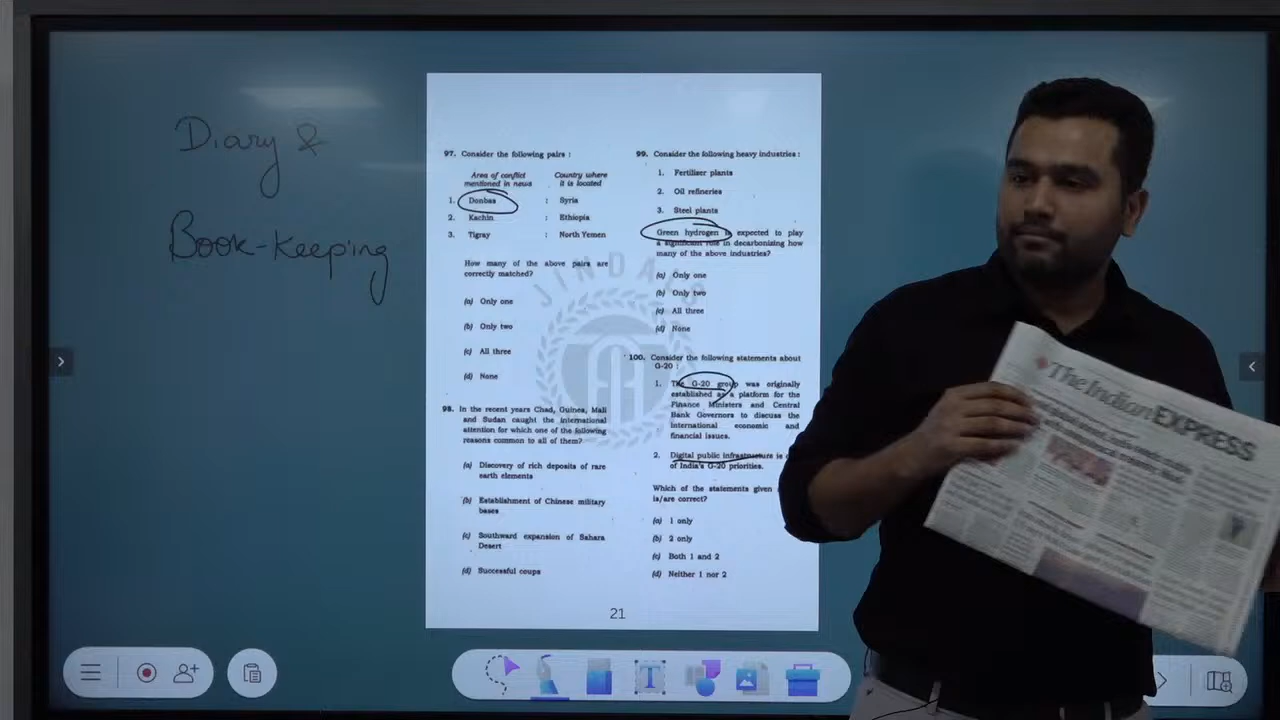 Diary &
Book-Keeping
97. Consider the following pairs :
Area of conflict mentioned in news
Country where it is located
1. Donbas : Syria
2. Kachin : Ethiopia
3. Tigray : North Yemen
How many of the above pairs are
correctly matched?
(a) Only one
(b) Only two
(c) All three
(d) None
98. In the recent years Chad, Guinea, Mali
and Sudan caught the international
attention for which one of the following
reasons common to all of them?
(a) Discovery of rich deposits of rare
earth elements
(b) Establishment of Chinese military
bases
(c) Southward expansion of Sahara
Desert
(d) Successful coups
99. Consider the following heavy industries :
1. Fertilizer plants
2. Oil refineries
3. Steel plants
Green hydrogen is expected to play
a significant role in decarbonizing how
many of the above industries?
(a) Only one
(b) Only two
(c) All three
(d) None
100. Consider the following statements about
G-20 :
1. The G-20 group was originally
established as a platform for the
Finance Ministers and Central
Bank Governors to discuss the
international economic and
financial issues.
2. Digital public infrastructure is
of India's G-20 priorities.
Which of the statements given
is/are correct?
(a) 1 only
(b) 2 only
(c) Both 1 and 2
(d) Neither 1 nor 2
21
JINDAL'S
The Indian EXPRESS
T